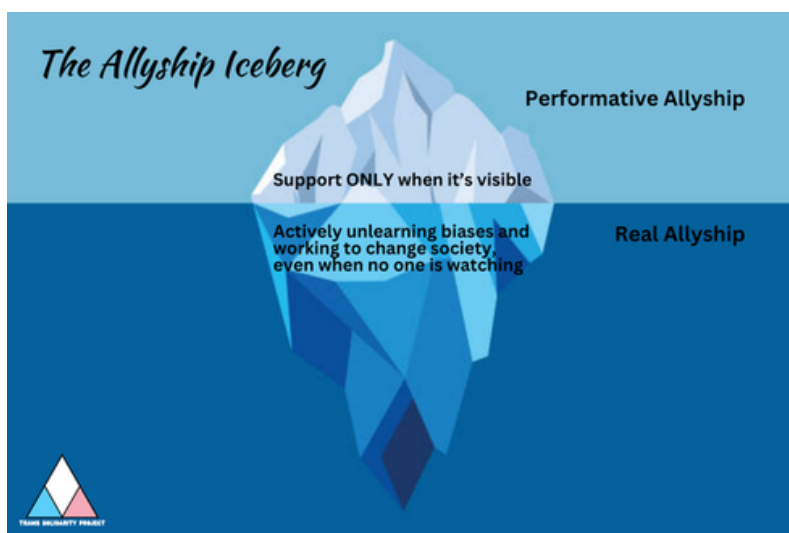 The Allyship Iceberg
Performative Allyship
Support ONLY when it's visible
Real Allyship
Actively unlearning biases and
working to change society,
even when no one is watching
TRANS SOLIDARITY PROJECT